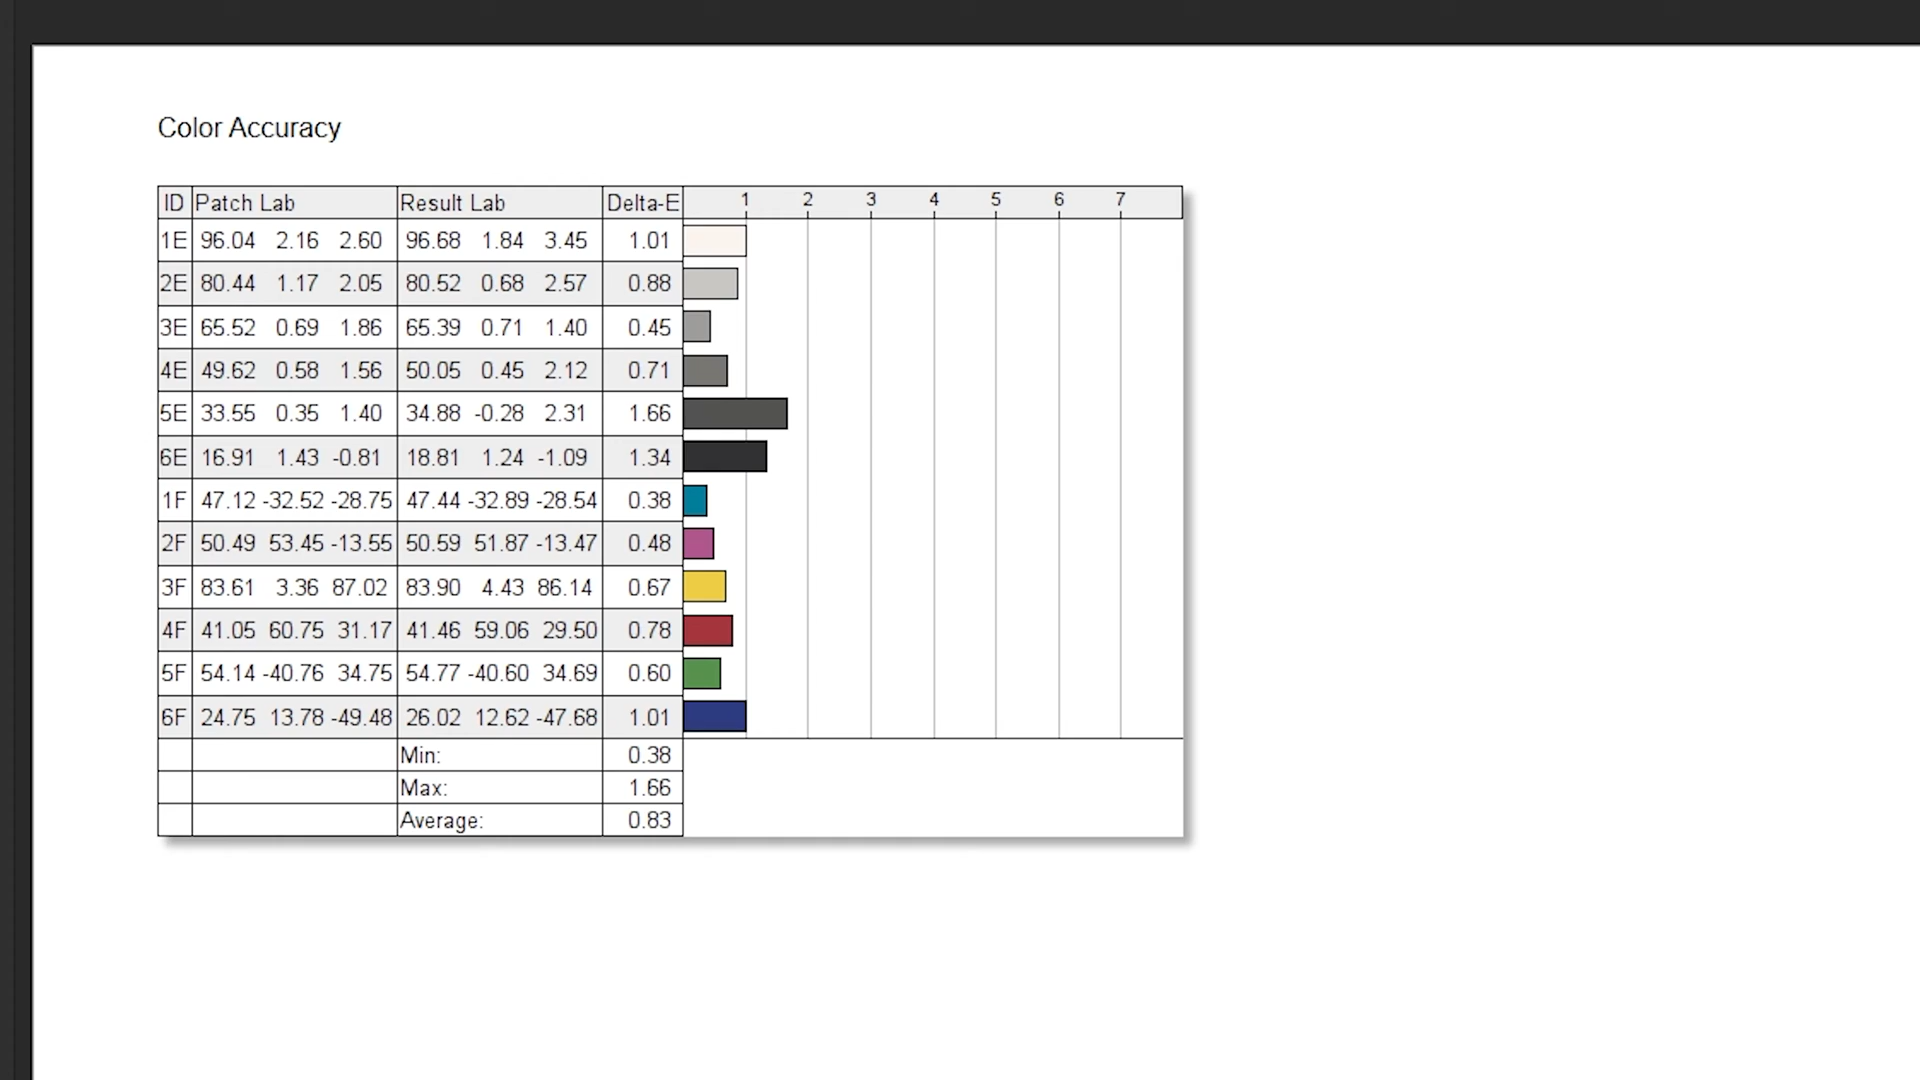 Color Accuracy
ID Patch Lab Result Lab Delta-E 1 2 3 4 5 6 7
1E 96.04 2.16 2.60 96.68 1.84 3.45 1.01
2E 80.44 1.17 2.05 80.52 0.68 2.57 0.88
3E 65.52 0.69 1.86 65.39 0.71 1.40 0.45
4E 49.62 0.58 1.56 50.05 0.45 2.12 0.71
5E 33.55 0.35 1.40 34.88 -0.28 2.31 1.66
6E 16.91 1.43 -0.81 18.81 1.24 -1.09 1.34
1F 47.12 -32.52 -28.75 47.44 -32.89 -28.54 0.38
2F 50.49 53.45 -13.55 50.59 51.87 -13.47 0.48
3F 83.61 3.36 87.02 83.90 4.43 86.14 0.67
4F 41.05 60.75 31.17 41.46 59.06 29.50 0.78
5F 54.14 -40.76 34.75 54.77 -40.60 34.69 0.60
6F 24.75 13.78 -49.48 26.02 12.62 -47.68 1.01
Min: 0.38
Max: 1.66
Average: 0.83